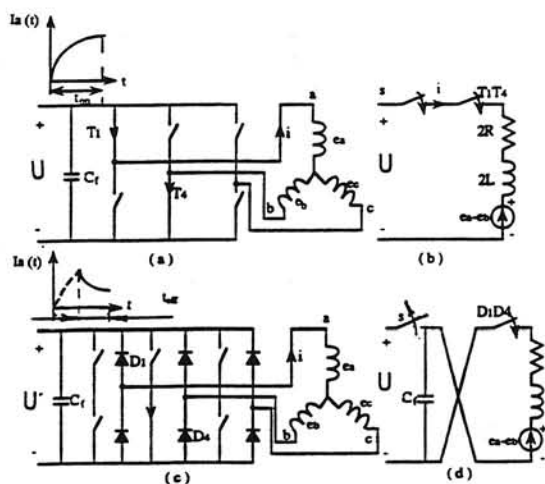 Ia (t)
t
ton
+
U
-
Cf
T1
T4
i
a
ea
eb
ec
b
c
(a)
s
i
T1T4
+
U
-
2R
2L
+
ea-eb
-
(b)
Ia (t)
t
toff
+
U'
-
Cf
D1
D4
i
a
ea
eb
ec
b
c
(c)
s
D1D4
+
U
-
Cf
+
ea-eb
-
(d)